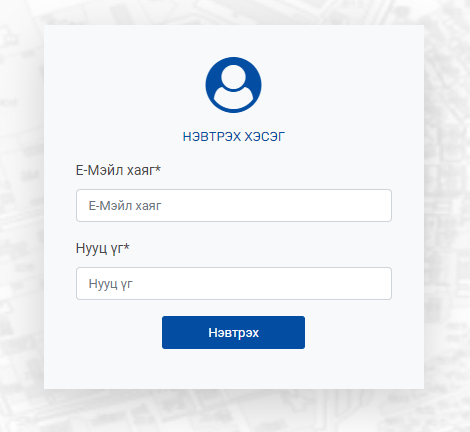 НЭВТРЭХ ХЭСЭГ
Е-Мэйл хаяг*
Е-Мэйл хаяг
Нууц үг*
Нууц үг
Нэвтрэх